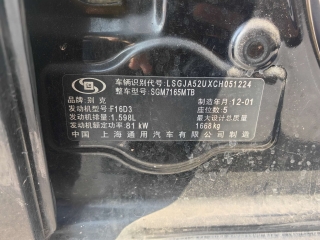 车辆识别代号: LSGJA52UXCH051224
整车型号: SGM7165MTB
品牌: 别克 制造年月 12-01
发动机型号: F16D3 座位数: 5
发动机排量: 1.598L 最大设计总质量
发动机额定功率: 81 kW 1668 kg
中国 上海通用汽车有限公司制造